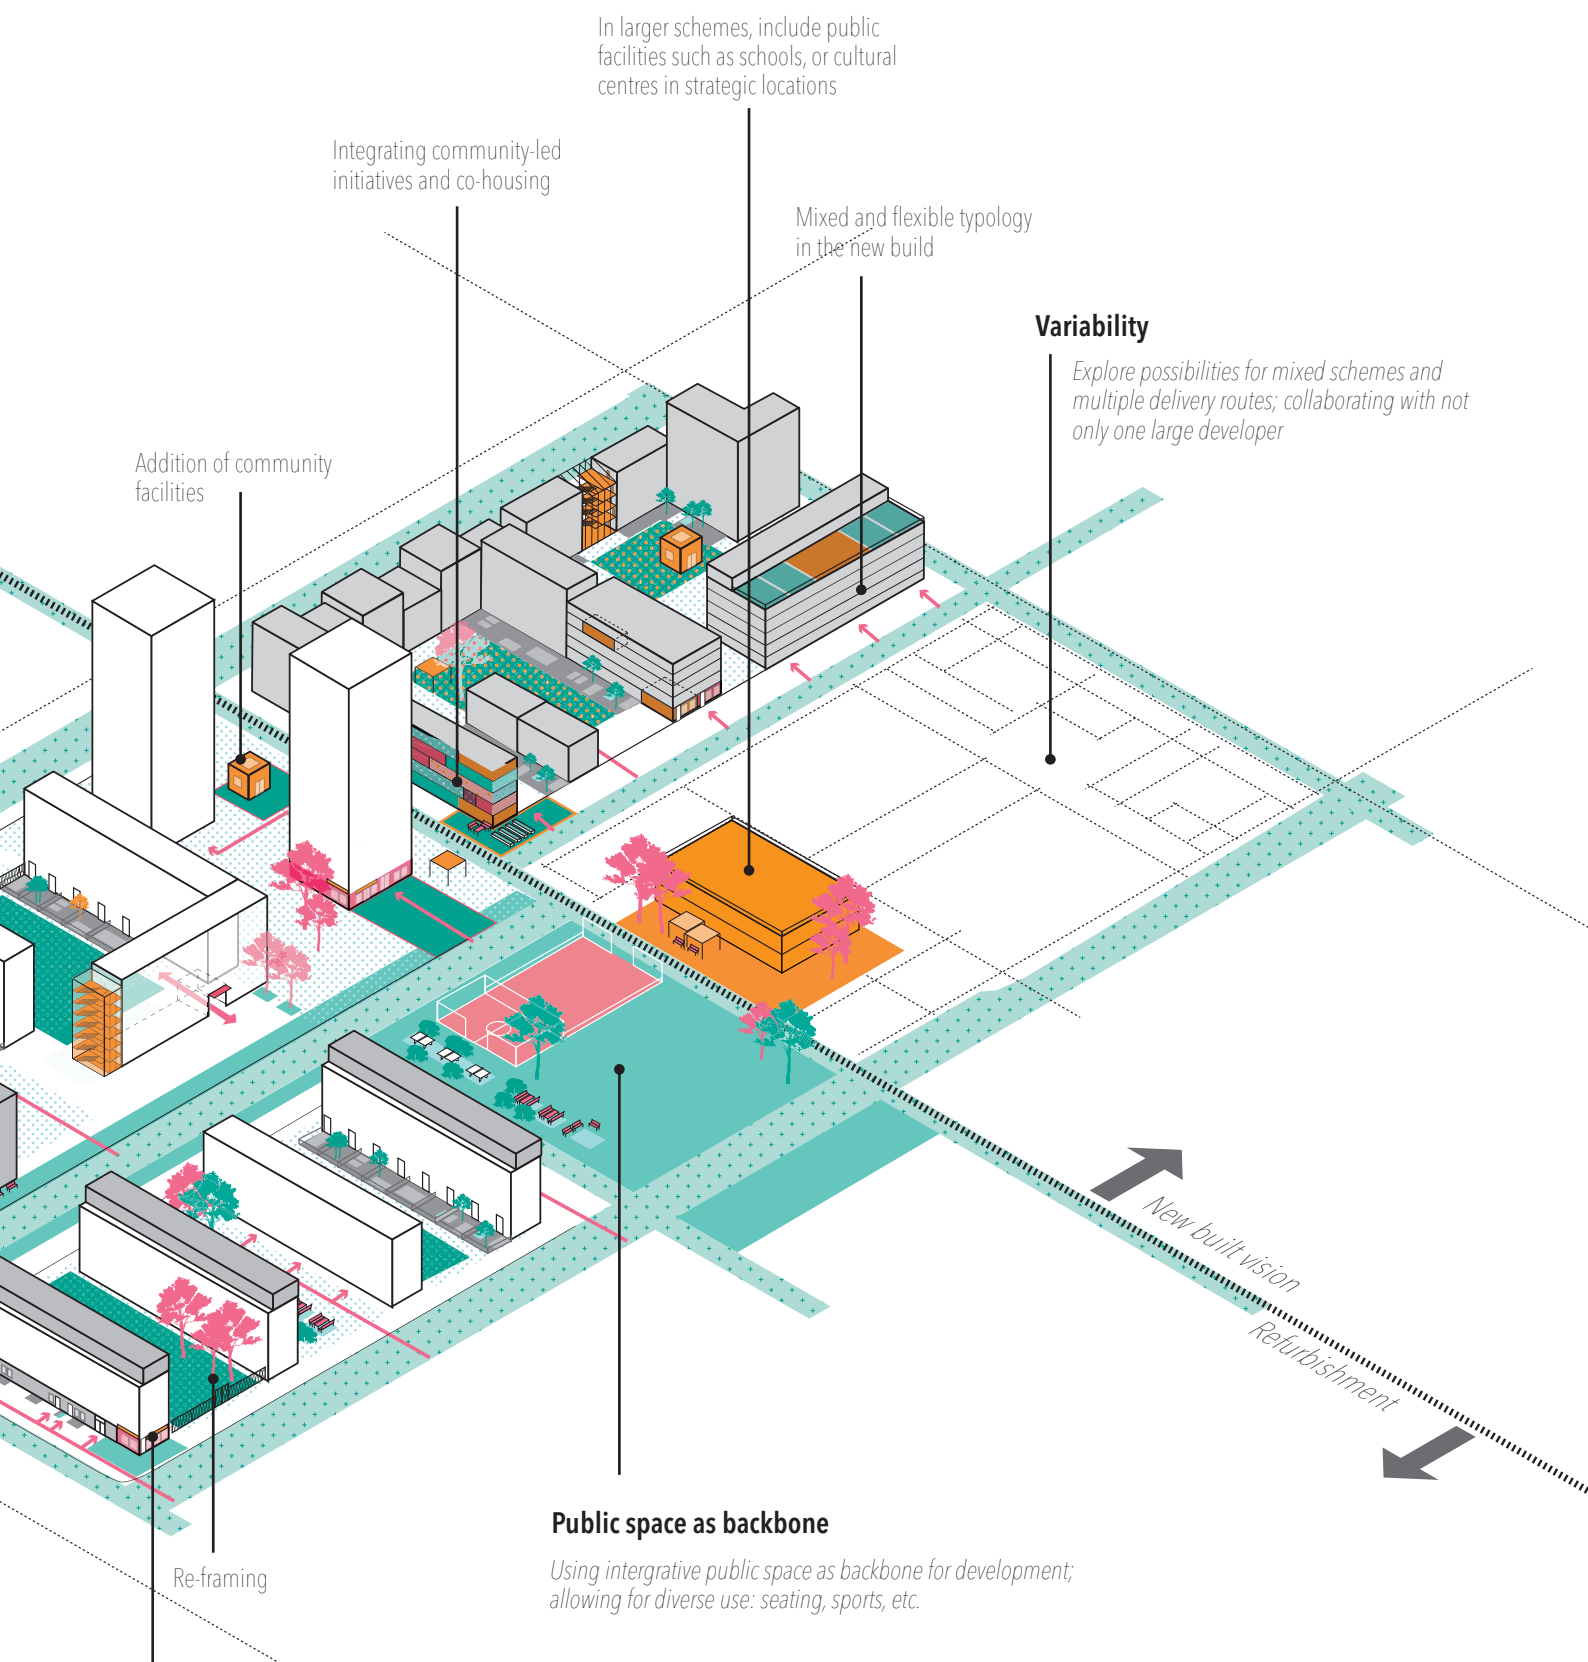 In larger schemes, include public
facilities such as schools, or cultural
centres in strategic locations
Integrating community-led
initiatives and co-housing
Mixed and flexible typology
in the new build
Variability
Explore possibilities for mixed schemes and
multiple delivery routes; collaborating with not
only one large developer
Addition of community
facilities
New built vision
Refurbishment
Public space as backbone
Using intergrative public space as backbone for development;
allowing for diverse use: seating, sports, etc.
Re-framing